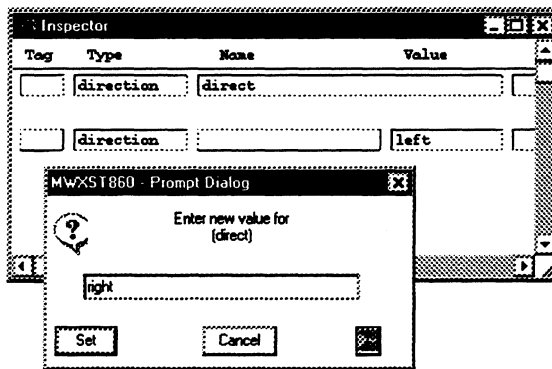 Inspector
Tag Type Name Value
direction direct
direction left
MWXST860 - Prompt Dialog
Enter new value for
(direct)
right
Set Cancel